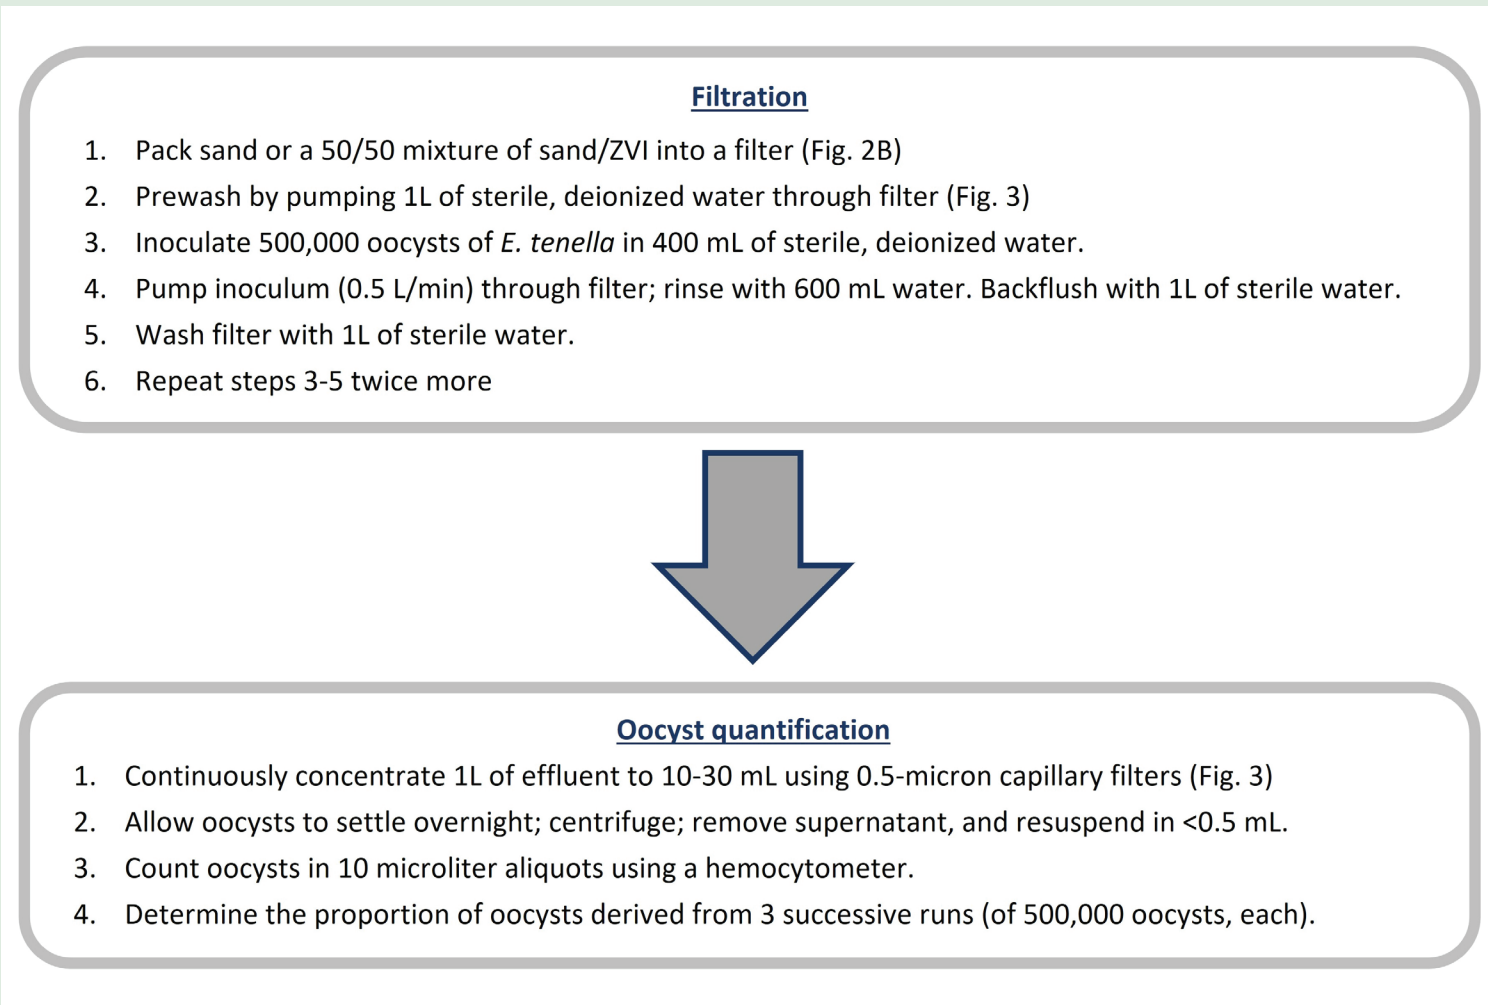 Filtration
1. Pack sand or a 50/50 mixture of sand/ZVI into a filter (Fig. 2B)
2. Prewash by pumping 1L of sterile, deionized water through filter (Fig. 3)
3. Inoculate 500,000 oocysts of E. tenella in 400 mL of sterile, deionized water.
4. Pump inoculum (0.5 L/min) through filter; rinse with 600 mL water. Backflush with 1L of sterile water.
5. Wash filter with 1L of sterile water.
6. Repeat steps 3-5 twice more
Oocyst quantification
1. Continuously concentrate 1L of effluent to 10-30 mL using 0.5-micron capillary filters (Fig. 3)
2. Allow oocysts to settle overnight; centrifuge; remove supernatant, and resuspend in <0.5 mL.
3. Count oocysts in 10 microliter aliquots using a hemocytometer.
4. Determine the proportion of oocysts derived from 3 successive runs (of 500,000 oocysts, each).